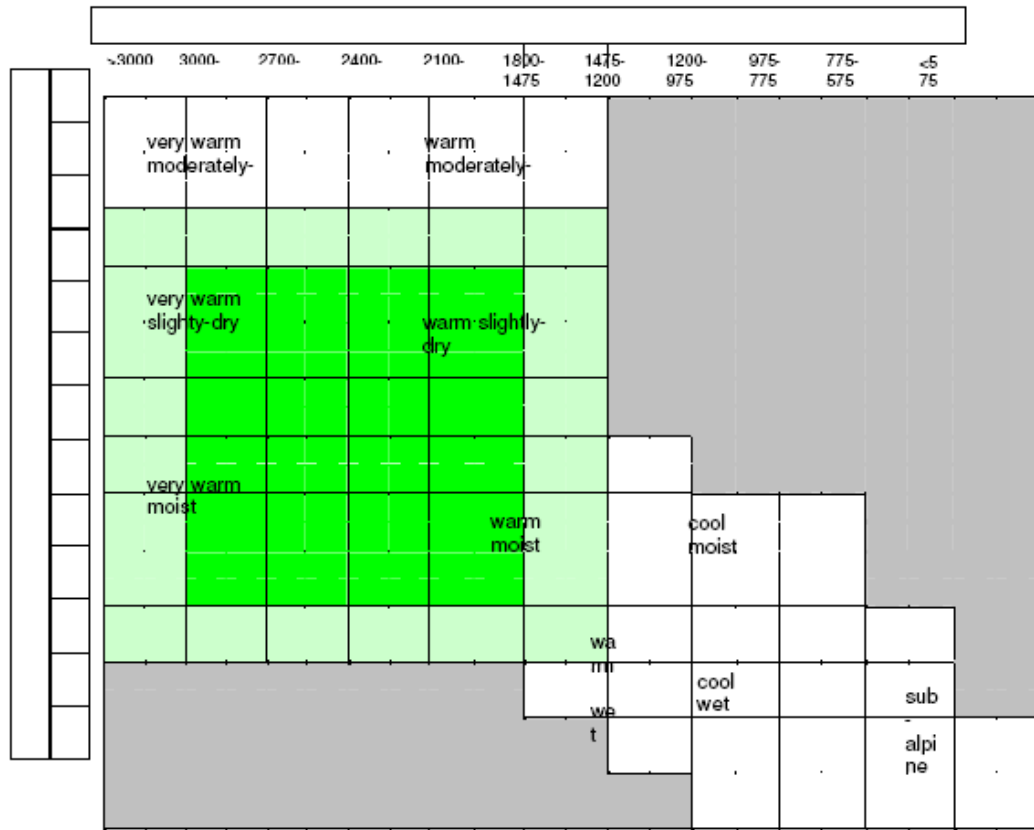 >3000 3000- 2700- 2400- 2100- 1800- 1475- 1200- 975- 775- <5
1475 1200 975 775 575 75
very warm
moderately-
warm
moderately-
very warm
slighty-dry
warm slightly-
dry
very warm
moist
warm
moist
cool
moist
wa
rm
we
t
cool
wet
sub
-
alpi
ne